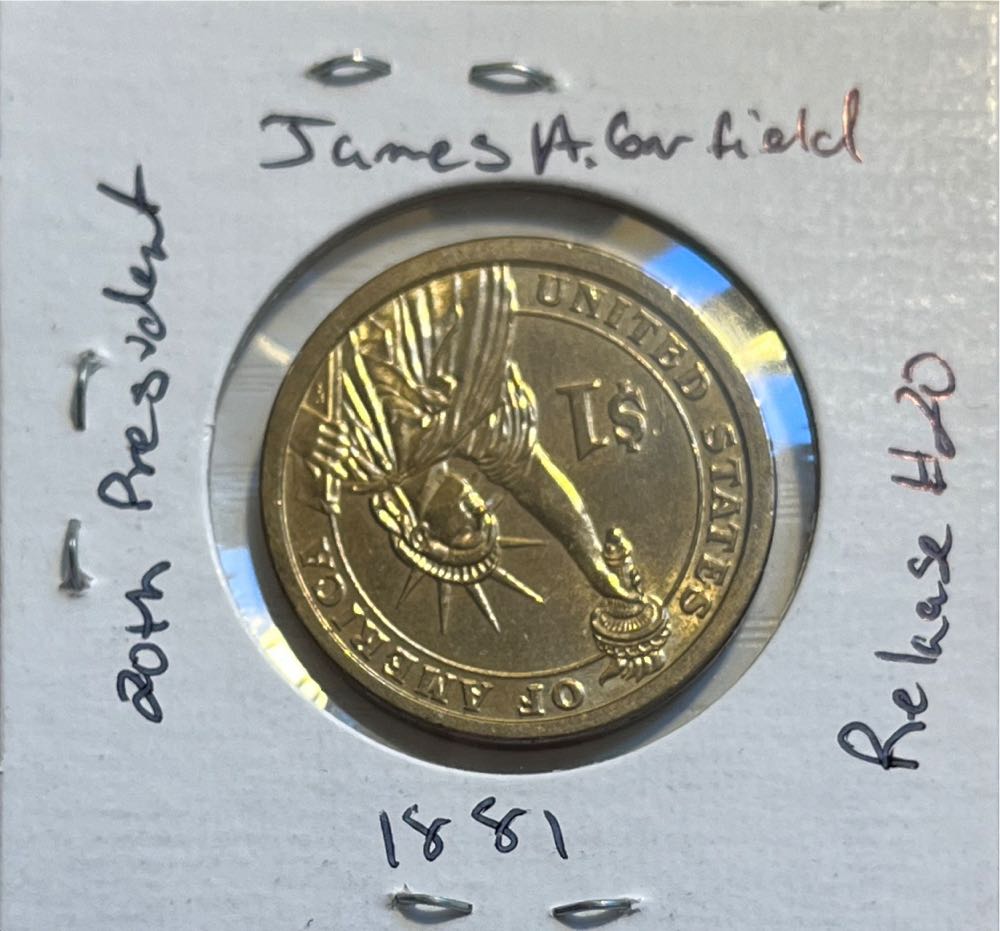 James A. Garfield
20th President
UNITED STATES OF AMERICA
$1
Release #20
1881